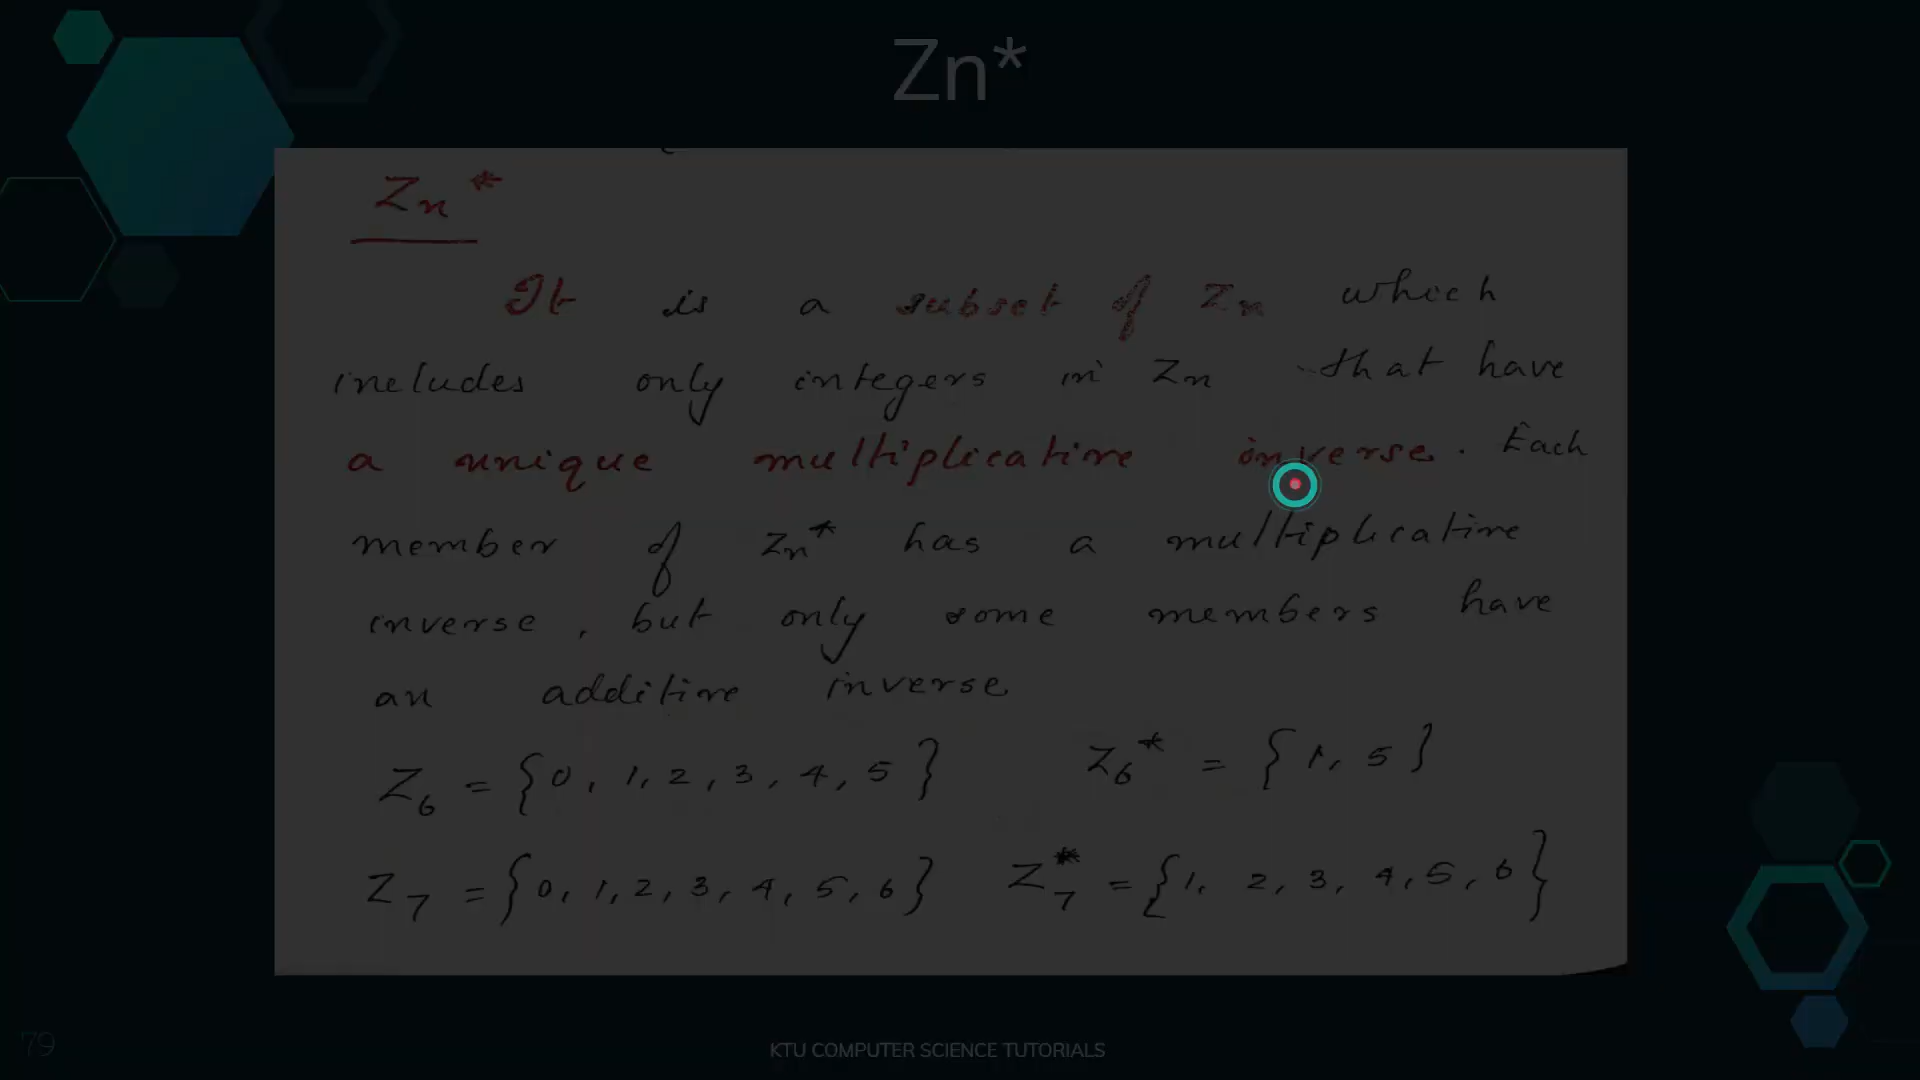 Zn*
Zn*
It is a subset of Zn which
includes only integers in Zn that have
a unique multiplicative inverse. Each
member of Zn* has a multiplicative
inverse, but only some members have
an additive inverse
Z6 = {0, 1, 2, 3, 4, 5} Z6* = {1, 5}
Z7 = {0, 1, 2, 3, 4, 5, 6} Z7* = {1, 2, 3, 4, 5, 6}
79
KTU COMPUTER SCIENCE TUTORIALS